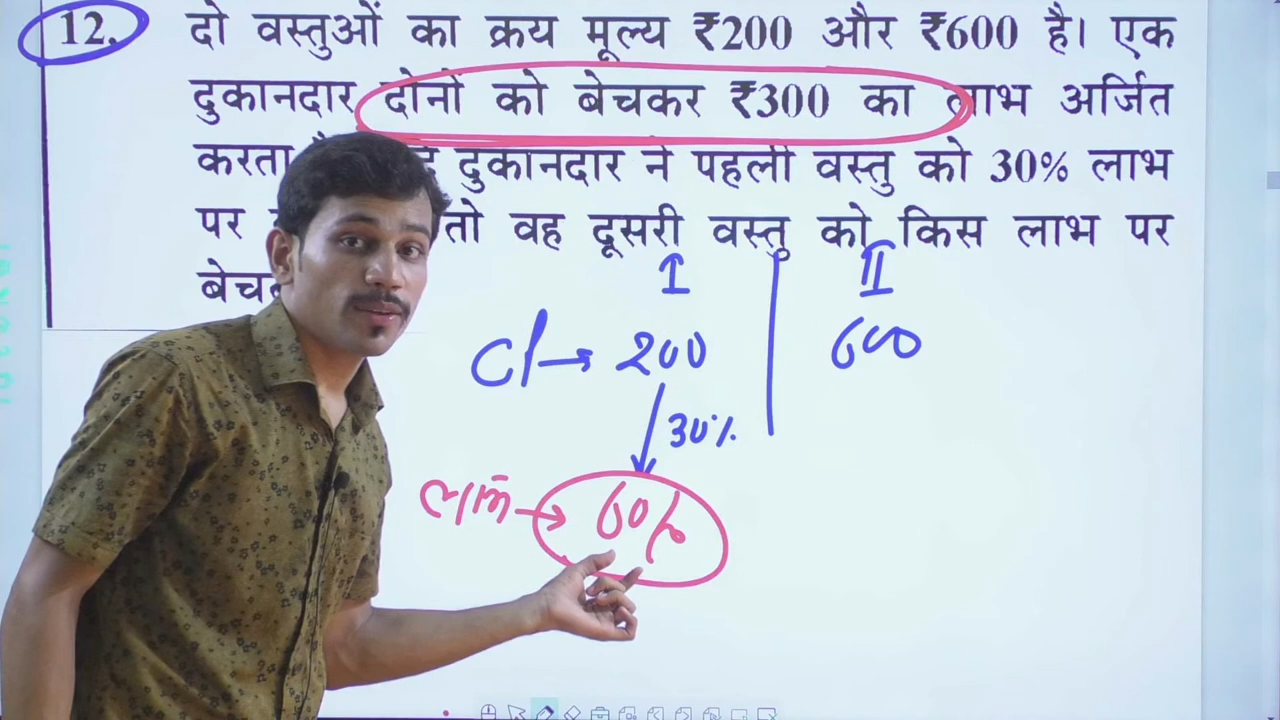 12. दो वस्तुओं का क्रय मूल्य ₹200 और ₹600 है। एक
दुकानदार दोनों को बेचकर ₹300 का लाभ अर्जित
करता दुकानदार ने पहली वस्तु को 30% लाभ
पर तो वह दूसरी वस्तु को किस लाभ पर
I II
CP→ 200 600
30%
लाभ→ 60/-